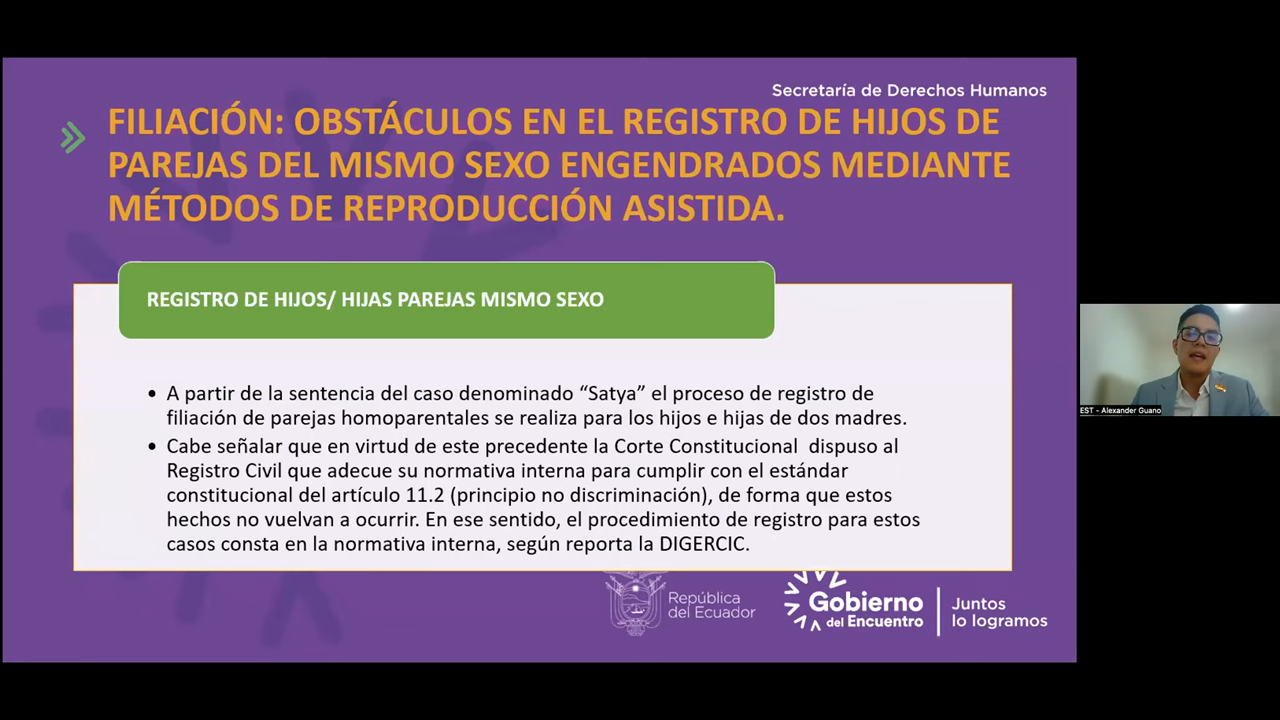 Secretaría de Derechos Humanos
FILIACIÓN: OBSTÁCULOS EN EL REGISTRO DE HIJOS DE
PAREJAS DEL MISMO SEXO ENGENDRADOS MEDIANTE
MÉTODOS DE REPRODUCCIÓN ASISTIDA.
REGISTRO DE HIJOS/ HIJAS PAREJAS MISMO SEXO
• A partir de la sentencia del caso denominado “Satya” el proceso de registro de
filiación de parejas homoparentales se realiza para los hijos e hijas de dos madres.
• Cabe señalar que en virtud de este precedente la Corte Constitucional dispuso al
Registro Civil que adecue su normativa interna para cumplir con el estándar
constitucional del artículo 11.2 (principio no discriminación), de forma que estos
hechos no vuelvan a ocurrir. En ese sentido, el procedimiento de registro para estos
casos consta en la normativa interna, según reporta la DIGERCIC.
República
del Ecuador
Gobierno
del Encuentro
Juntos
lo logramos
EST - Alexander Guano